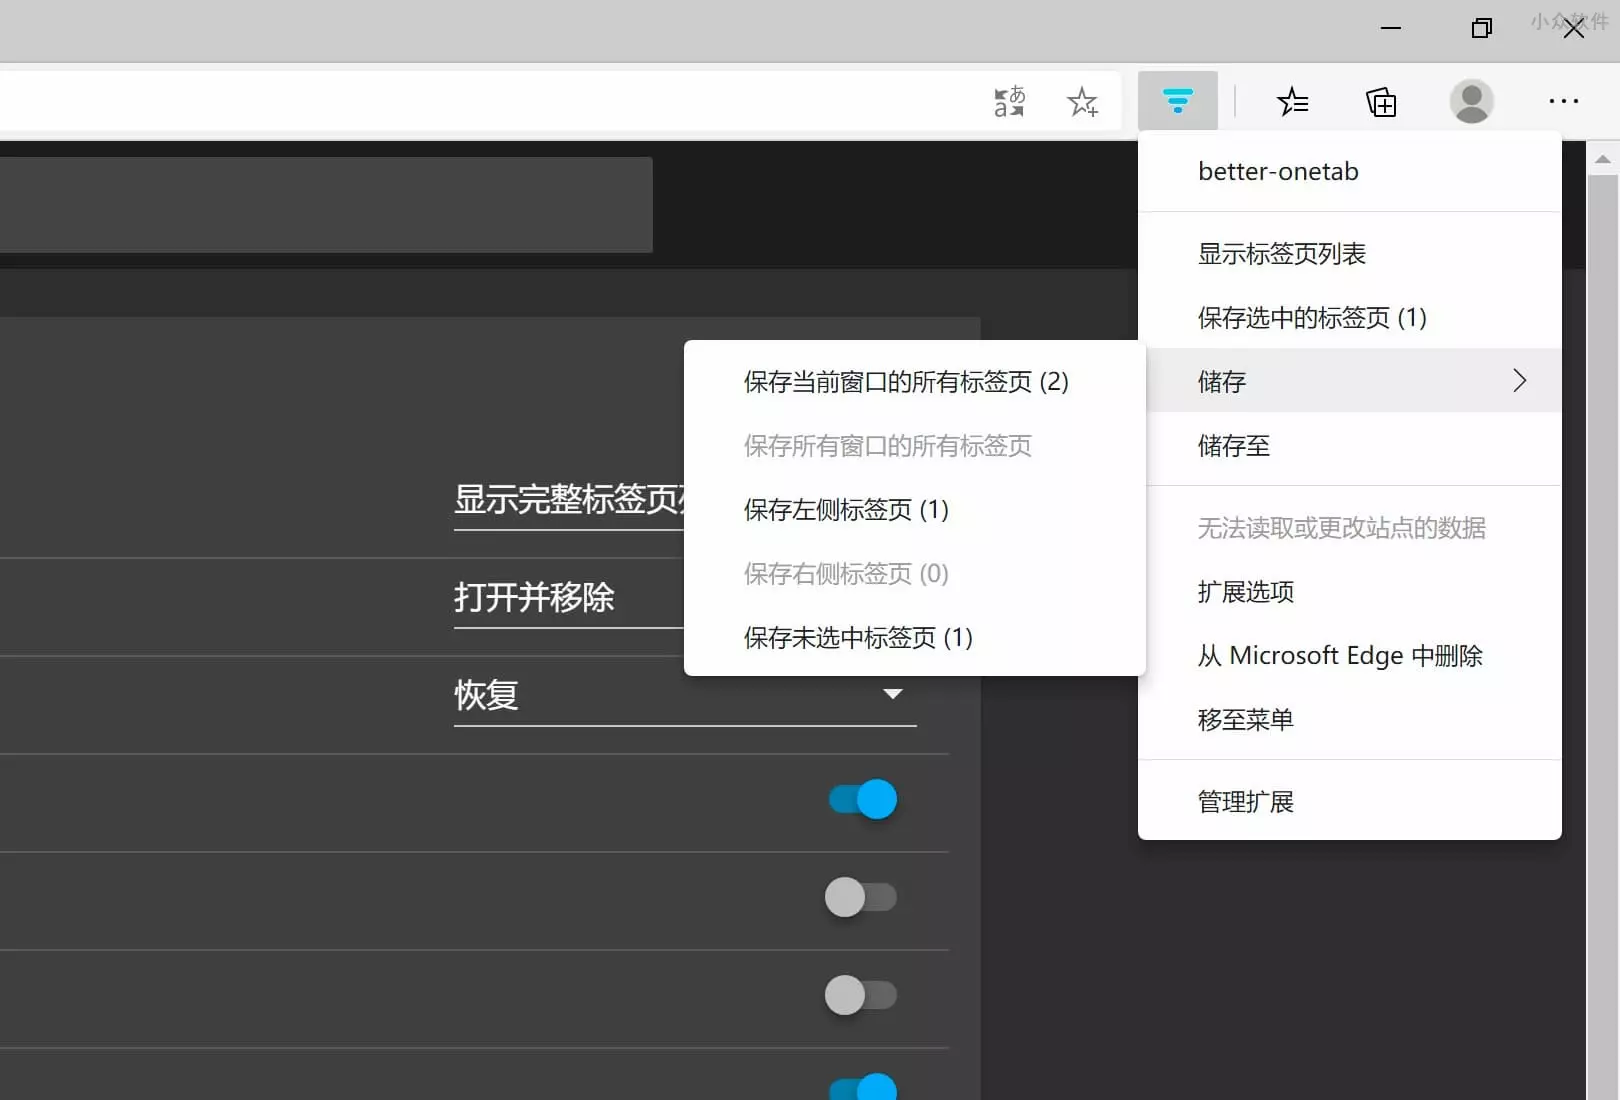 小众软件
better-onetab
显示标签页列表
保存选中的标签页 (1)
储存
储存至
无法读取或更改站点的数据
扩展选项
从 Microsoft Edge 中删除
移至菜单
管理扩展
保存当前窗口的所有标签页 (2)
保存所有窗口的所有标签页
保存左侧标签页 (1)
保存右侧标签页 (0)
保存未选中标签页 (1)
显示完整标签页
打开并移除
恢复